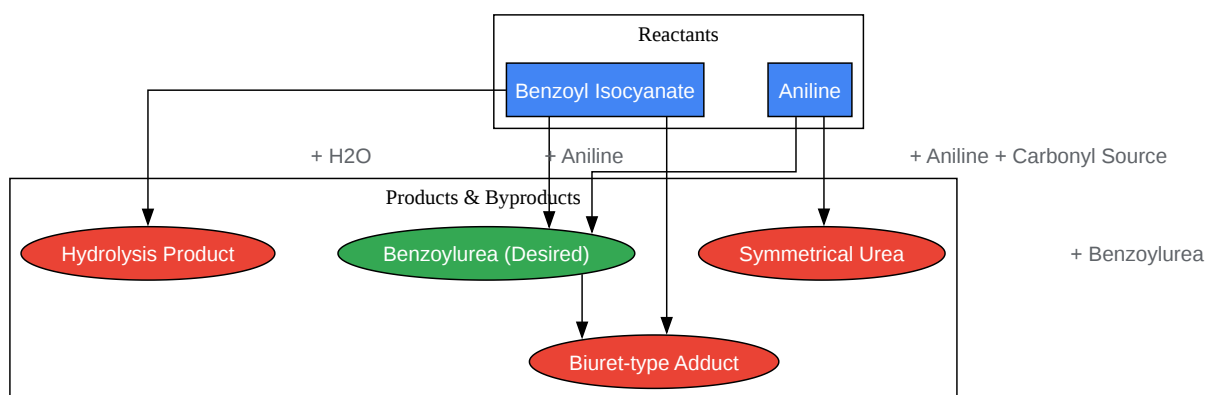 Reactants
Benzoyl Isocyanate
Aniline
+ H2O
+ Aniline
+ Aniline + Carbonyl Source
Products & Byproducts
Hydrolysis Product
Benzoylurea (Desired)
Symmetrical Urea
+ Benzoylurea
Biuret-type Adduct